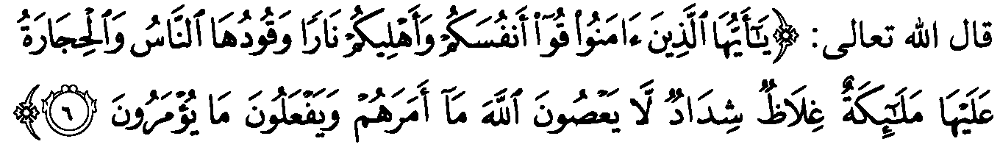 قال الله تعالى: ﴿يَـٰٓأَيُّهَا ٱلَّذِينَ ءَامَنُوا۟ قُوٓا۟ أَنفُسَكُمْ وَأَهْلِيكُمْ نَارًا وَقُودُهَا ٱلنَّاسُ وَٱلْحِجَارَةُ
عَلَيْهَا مَلَـٰٓئِكَةٌ غِلَاظٌ شِدَادٌ لَّا يَعْصُونَ ٱللَّهَ مَآ أَمَرَهُمْ وَيَفْعَلُونَ مَا يُؤْمَرُونَ ٦﴾